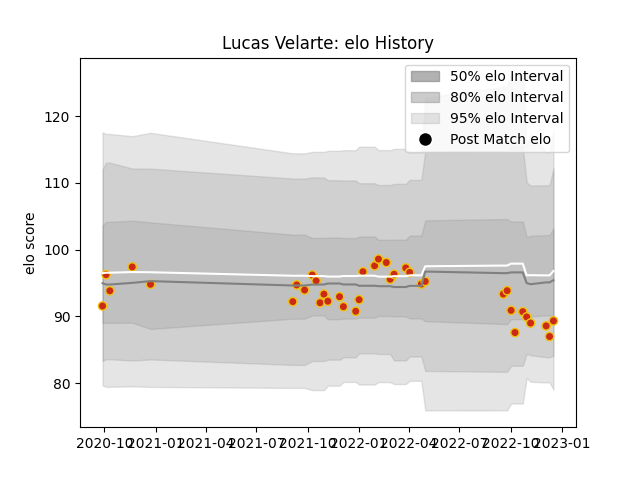 Lucas Velarte: elo History
50% elo Interval
80% elo Interval
95% elo Interval
Post Match elo
elo score
120
110
100
90
80
2020-10 2021-01 2021-04 2021-07 2021-10 2022-01 2022-04 2022-07 2022-10 2023-01